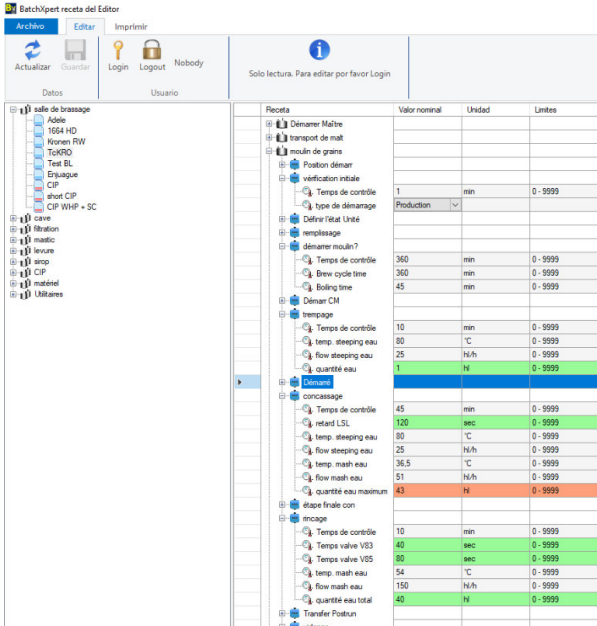 BatchXpert receta del Editor
Archivo Editar Imprimir
Actualizar Guardar Login Logout Nobody
Solo lectura. Para editar por favor Login
Datos Usuario
salle de brassage
Adele
1664 HD
Kronen RW
TcKRO
Test BL
Enjuague
CIP
short CIP
CIP WHP + SC
cave
filtration
mastic
levure
sirop
CIP
matériel
Utilitaires
Receta Valor nominal Unidad Limites
Démarrer Maître
transport de malt
moulin de grains
Position démarr
vérfication initiale
Temps de contrôle 1 min 0 - 9999
type de démarrage Production
Définir l'état Unité
remplissage
démarrer moulin?
Temps de contrôle 360 min 0 - 9999
Brew cycle time 360 min 0 - 9999
Boiling time 45 min 0 - 9999
Démarr CM
trempage
Temps de contrôle 10 min 0 - 9999
temp. steeping eau 80 °C 0 - 9999
flow steeping eau 25 hl/h 0 - 9999
quantité eau 1 hl 0 - 9999
Démarré
concassage
Temps de contrôle 45 min 0 - 9999
retard LSL 120 sec 0 - 9999
temp. steeping eau 80 °C 0 - 9999
flow steeping eau 25 hl/h 0 - 9999
temp. mash eau 36,5 °C 0 - 9999
flow mash eau 51 hl/h 0 - 9999
quantité eau maximum 43 hl 0 - 9999
étape finale con
rincage
Temps de contrôle 10 min 0 - 9999
Temps valve V83 40 sec 0 - 9999
Temps valve V85 80 sec 0 - 9999
temp. mash eau 54 °C 0 - 9999
flow mash eau 150 hl/h 0 - 9999
quantité eau total 40 hl 0 - 9999
Transfer Postrun